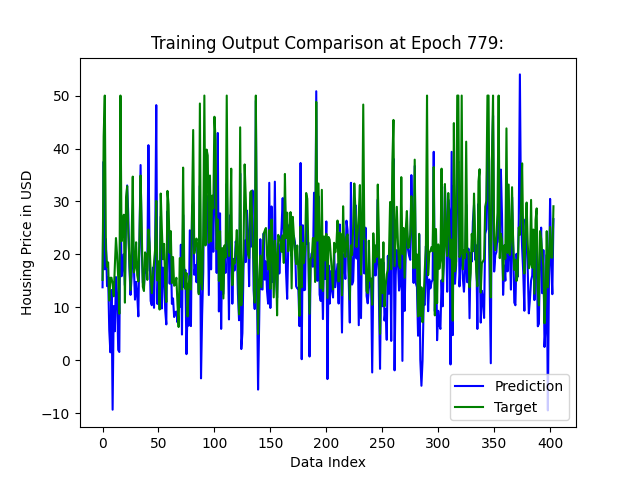 Training Output Comparison at Epoch 779:
Housing Price in USD
50
40
30
20
10
0
−10
0 50 100 150 200 250 300 350 400
Data Index
Prediction
Target